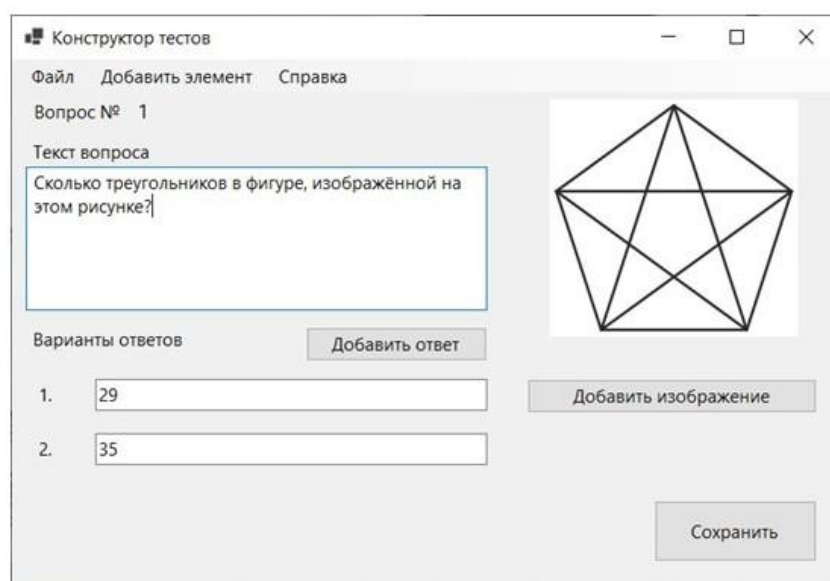 Конструктор тестов
Файл Добавить элемент Справка
Вопрос № 1
Текст вопроса
Сколько треугольников в фигуре, изображённой на
этом рисунке?
Варианты ответов
Добавить ответ
1. 29
Добавить изображение
2. 35
Сохранить